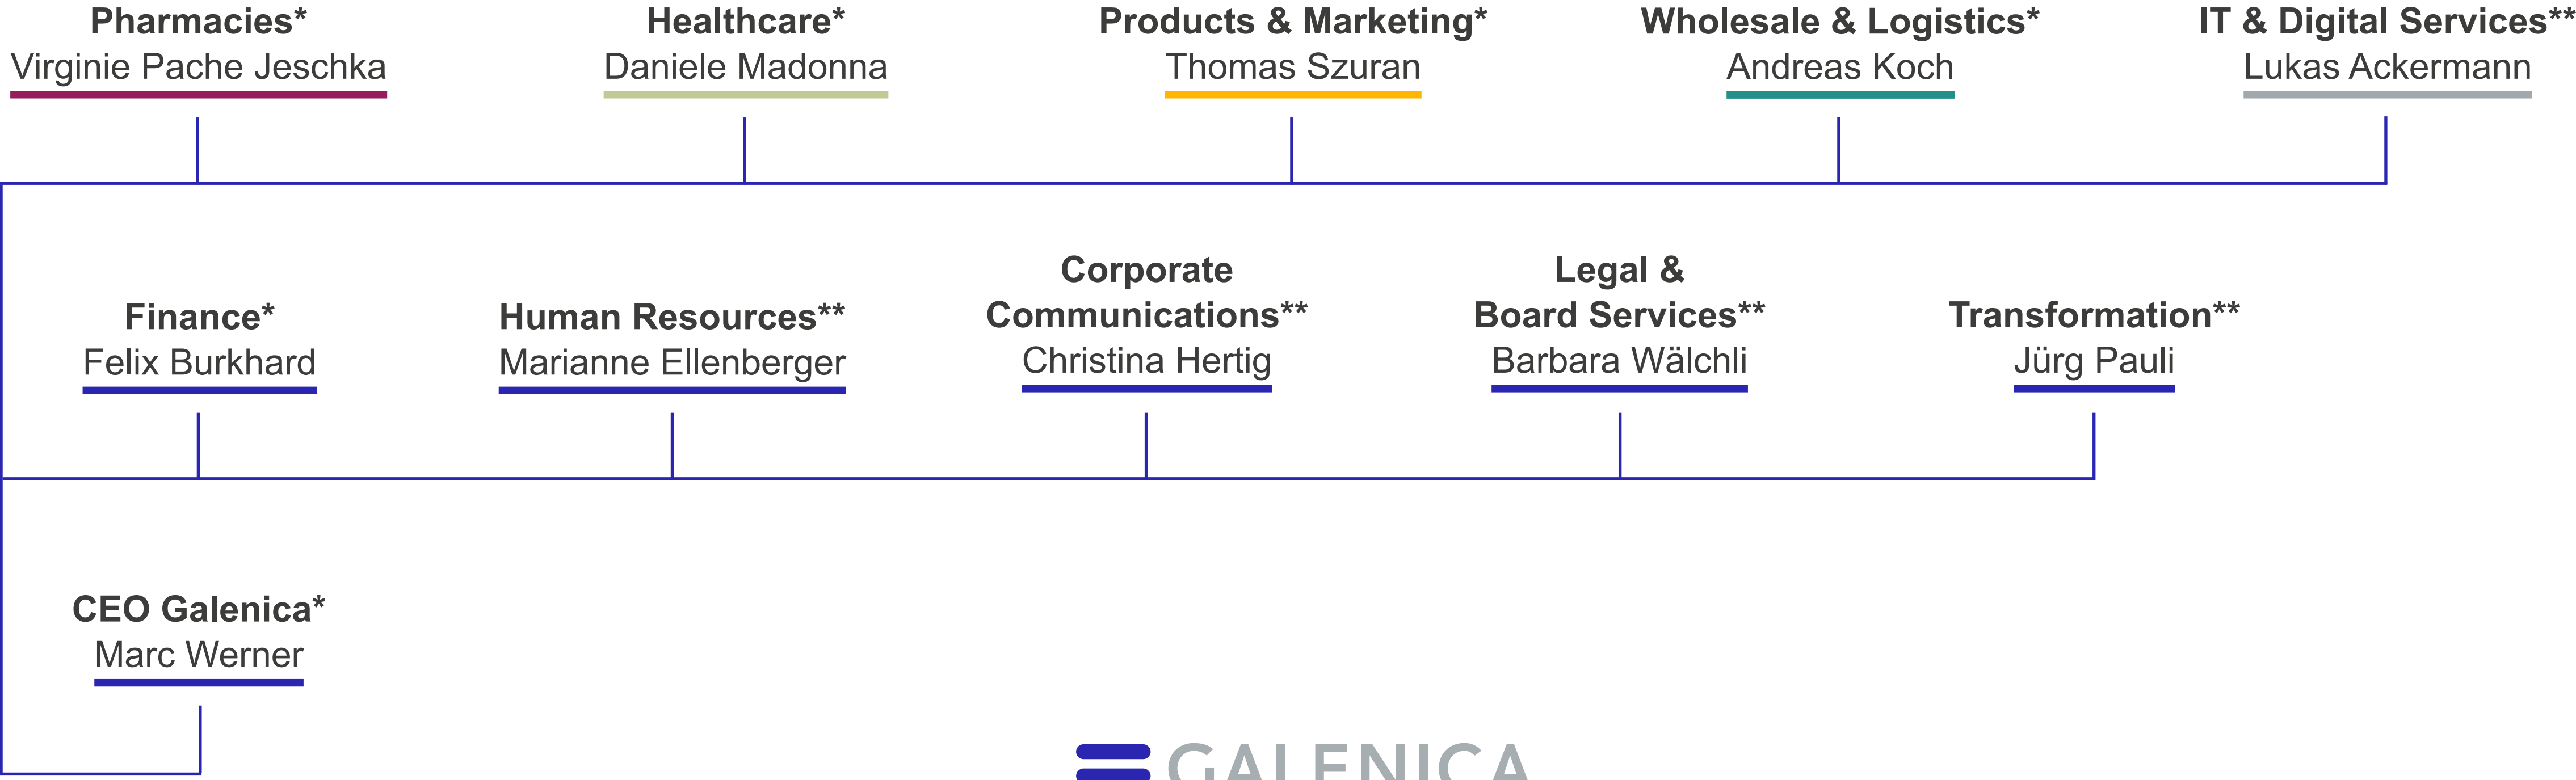 Pharmacies*
Virginie Pache Jeschka
Healthcare*
Daniele Madonna
Products & Marketing*
Thomas Szuran
Wholesale & Logistics*
Andreas Koch
IT & Digital Services**
Lukas Ackermann
Finance*
Felix Burkhard
Human Resources**
Marianne Ellenberger
Corporate
Communications**
Christina Hertig
Legal &
Board Services**
Barbara Wälchli
Transformation**
Jürg Pauli
CEO Galenica*
Marc Werner
GALENICA